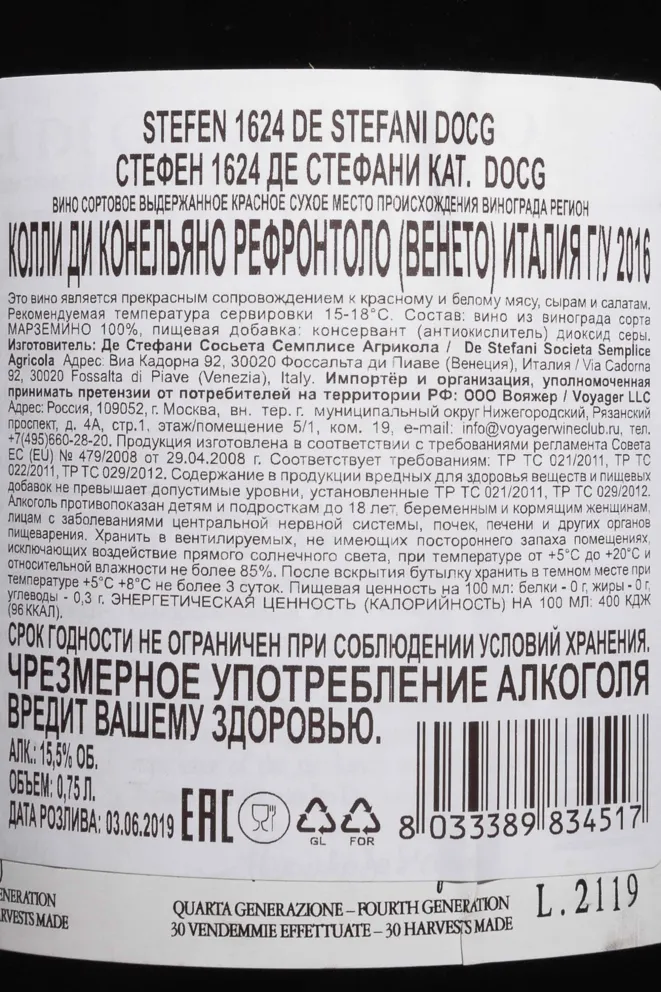 STEFEN 1624 DE STEFANI DOCG
СТЕФЕН 1624 ДЕ СТЕФАНИ КАТ. DOCG
ВИНО СОРТОВОЕ ВЫДЕРЖАННОЕ КРАСНОЕ СУХОЕ МЕСТО ПРОИСХОЖДЕНИЯ ВИНОГРАДА РЕГИОН
КОЛЛИ ДИ КОНЕЛЬЯНО РЕФРОНТОЛО (ВЕНЕТО) ИТАЛИЯ Г/У 2016
Это вино является прекрасным сопровождением к красному и белому мясу, сырам и салатам.
Рекомендуемая температура сервировки 15-18°С. Состав: вино из винограда сорта
МАРЗЕМИНО 100%, пищевая добавка: консервант (антиокислитель) диоксид серы.
Изготовитель: Де Стефани Сосьета Семплисе Агрикола / De Stefani Societa Semplice
Agricola Адрес: Виа Кадорна 92, 30020 Фоссальта ди Пиаве (Венеция), Италия / Via Cadorna
92, 30020 Fossalta di Piave (Venezia), Italy. Импортёр и организация, уполномоченная
принимать претензии от потребителей на территории РФ: ООО Вояжер / Voyager LLC
Адрес: Россия, 109052, г. Москва, вн. тер. г. муниципальный округ Нижегородский, Рязанский
проспект, д. 4А, стр.1, этаж/помещение 5/1, ком. 19, e-mail: info@voyagerwineclub.ru, тел.
+7(495)660-28-20. Продукция изготовлена в соответствии с требованиями регламента Совета
ЕС (EU) № 479/2008 от 29.04.2008 г. Соответствует требованиям: ТР ТС 021/2011, ТР ТС
022/2011, ТР ТС 029/2012. Содержание в продукции вредных для здоровья веществ и пищевых
добавок не превышает допустимые уровни, установленные ТР ТС 021/2011, ТР ТС 029/2012.
Алкоголь противопоказан детям и подросткам до 18 лет, беременным и кормящим женщинам,
лицам с заболеваниями центральной нервной системы, почек, печени и других органов
пищеварения. Хранить в вентилируемых, не имеющих постороннего запаха помещениях,
исключающих воздействие прямого солнечного света, при температуре от +5°С до +20°С и
относительной влажности не более 85%. После вскрытия бутылку хранить в темном месте при
температуре +5°С +8°С не более 3 суток. Пищевая ценность на 100 мл: белки - 0 г, жиры - 0 г,
углеводы - 0,3 г. ЭНЕРГЕТИЧЕСКАЯ ЦЕННОСТЬ (КАЛОРИЙНОСТЬ) НА 100 МЛ: 400 КДЖ
(96 ККАЛ).
СРОК ГОДНОСТИ НЕ ОГРАНИЧЕН ПРИ СОБЛЮДЕНИИ УСЛОВИЙ ХРАНЕНИЯ.
ЧРЕЗМЕРНОЕ УПОТРЕБЛЕНИЕ АЛКОГОЛЯ
ВРЕДИТ ВАШЕМУ ЗДОРОВЬЮ.
АЛК.: 15,5% ОБ.
ОБЪЕМ: 0,75 Л.
ДАТА РОЗЛИВА: 03.06.2019
EAC
GL FOR
8 033389 834517
ENERATION
QUARTA GENERAZIONE – FOURTH GENERATION
L.2119
RVESTS MADE
30 VENDEMMIE EFFETTUATE – 30 HARVESTS MADE